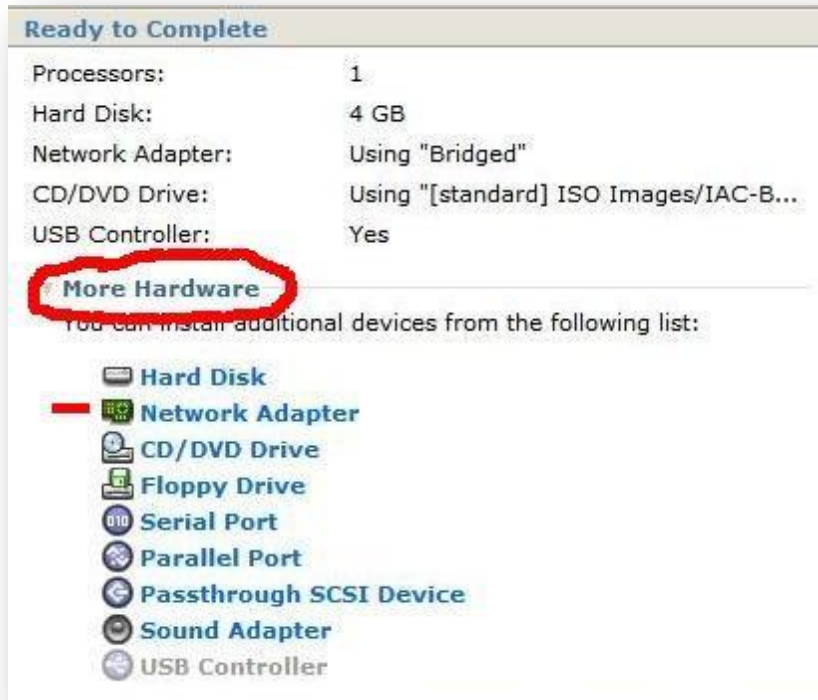 Ready to Complete
Processors: 1
Hard Disk: 4 GB
Network Adapter: Using "Bridged"
CD/DVD Drive: Using "[standard] ISO Images/IAC-B...
USB Controller: Yes
More Hardware
You can install additional devices from the following list:
Hard Disk
Network Adapter
CD/DVD Drive
Floppy Drive
Serial Port
Parallel Port
Passthrough SCSI Device
Sound Adapter
USB Controller